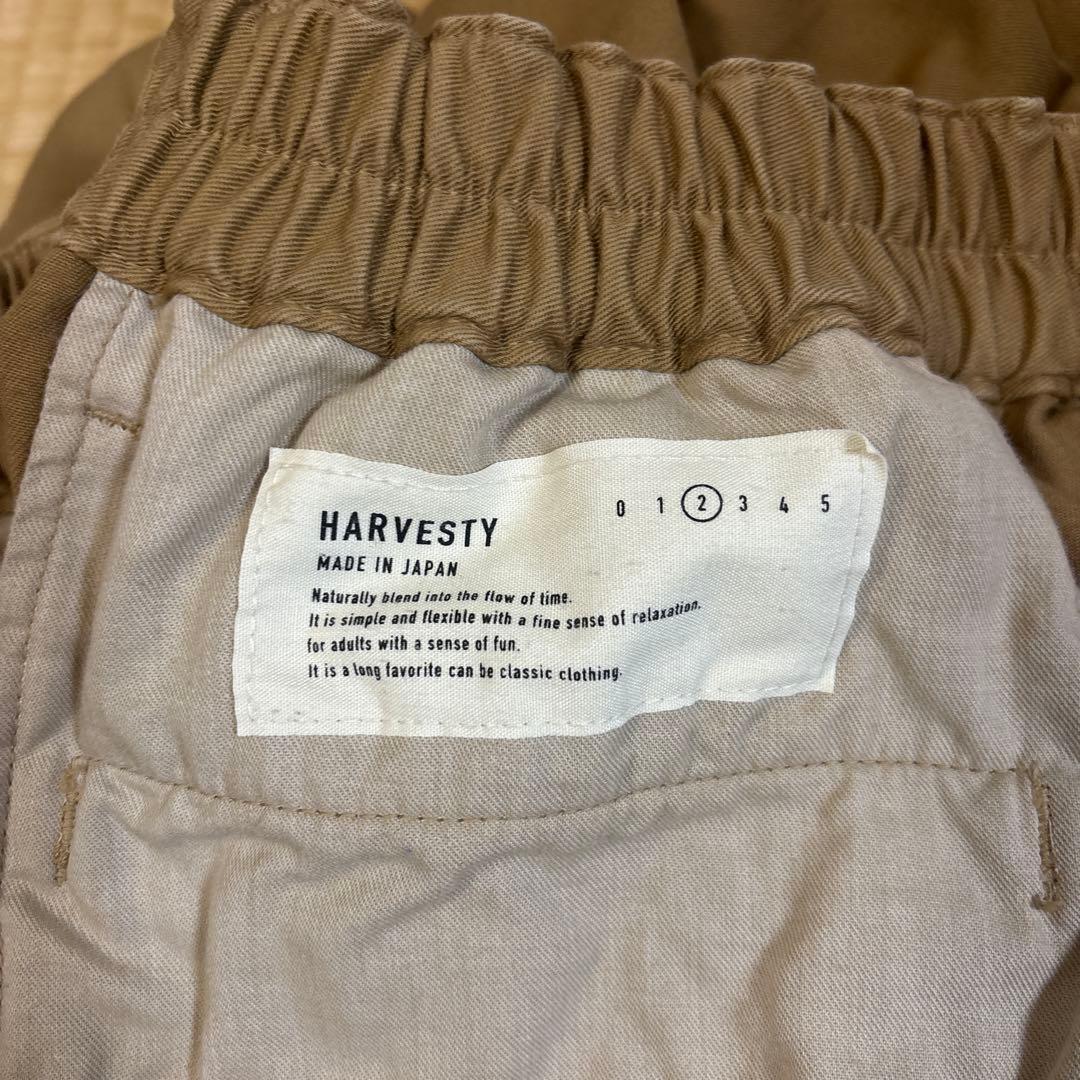 0 1 2 3 4 5
HARVESTY
MADE IN JAPAN
Naturally blend into the flow of time.
It is simple and flexible with a fine sense of relaxation.
for adults with a sense of fun.
It is a long favorite can be classic clothing.